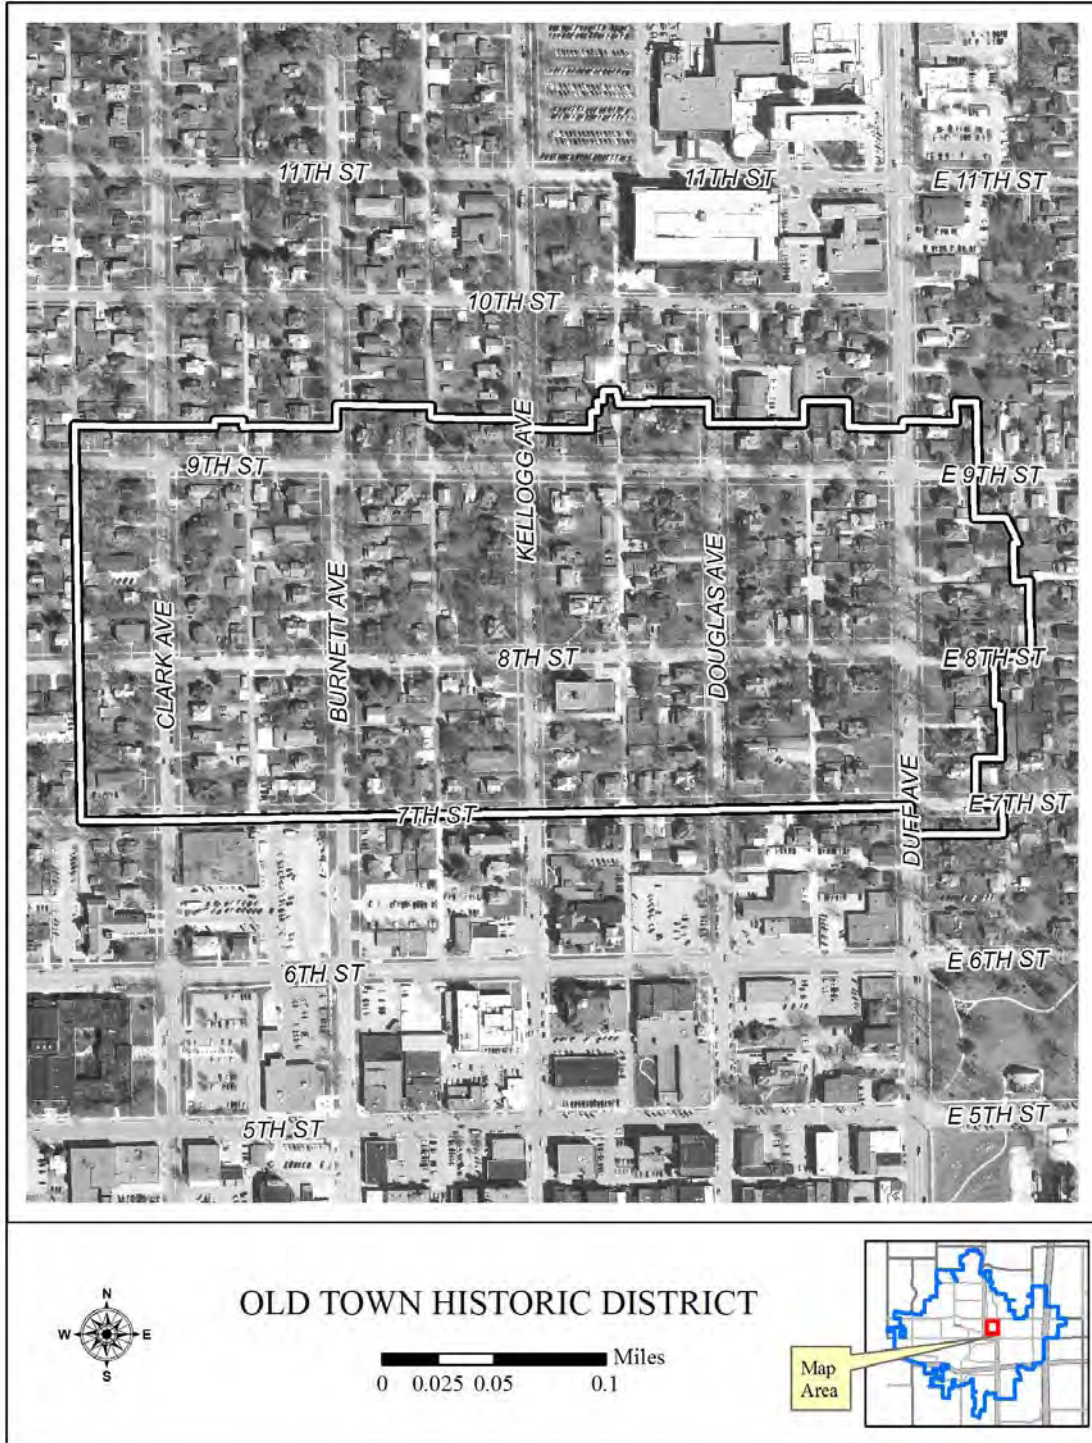 11TH ST
11TH ST
E 11TH ST
10TH ST
KELLOGG AVE
9TH ST
E 9TH ST
CLARK AVE
BURNETT AVE
DOUGLAS AVE
8TH ST
E 8TH ST
DUFF AVE
7TH ST
E 7TH ST
6TH ST
E 6TH ST
5TH ST
E 5TH ST
N
W E
S
OLD TOWN HISTORIC DISTRICT
Miles
0 0.025 0.05 0.1
Map
Area